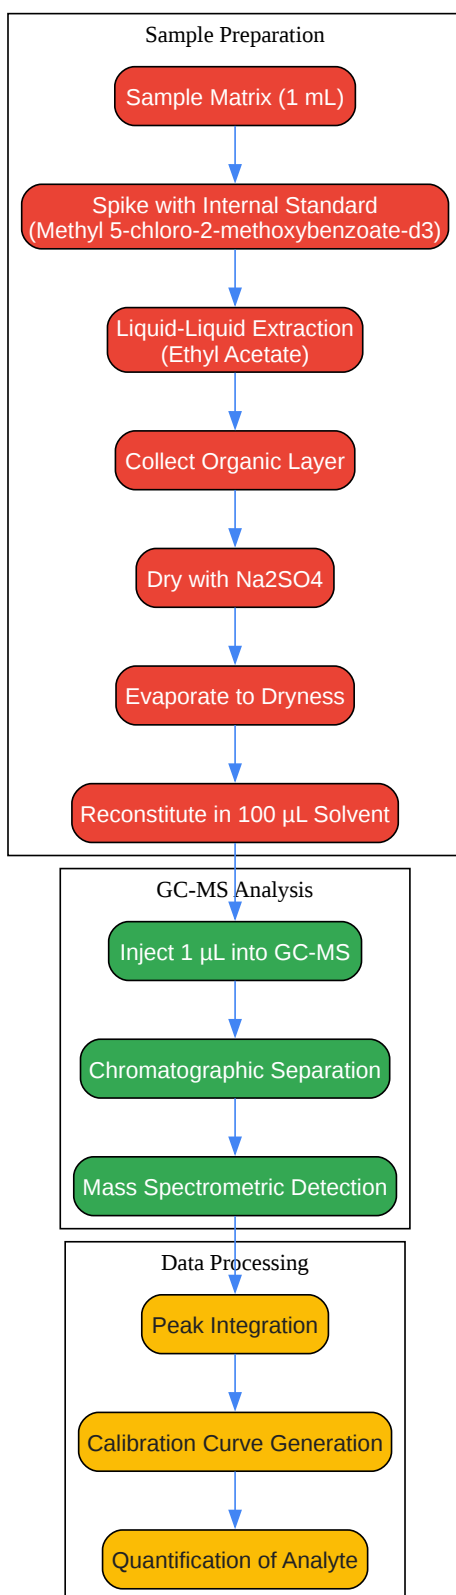 Sample Preparation
Sample Matrix (1 mL)
Spike with Internal Standard
(Methyl 5-chloro-2-methoxybenzoate-d3)
Liquid-Liquid Extraction
(Ethyl Acetate)
Collect Organic Layer
Dry with Na2SO4
Evaporate to Dryness
Reconstitute in 100 µL Solvent
GC-MS Analysis
Inject 1 µL into GC-MS
Chromatographic Separation
Mass Spectrometric Detection
Data Processing
Peak Integration
Calibration Curve Generation
Quantification of Analyte